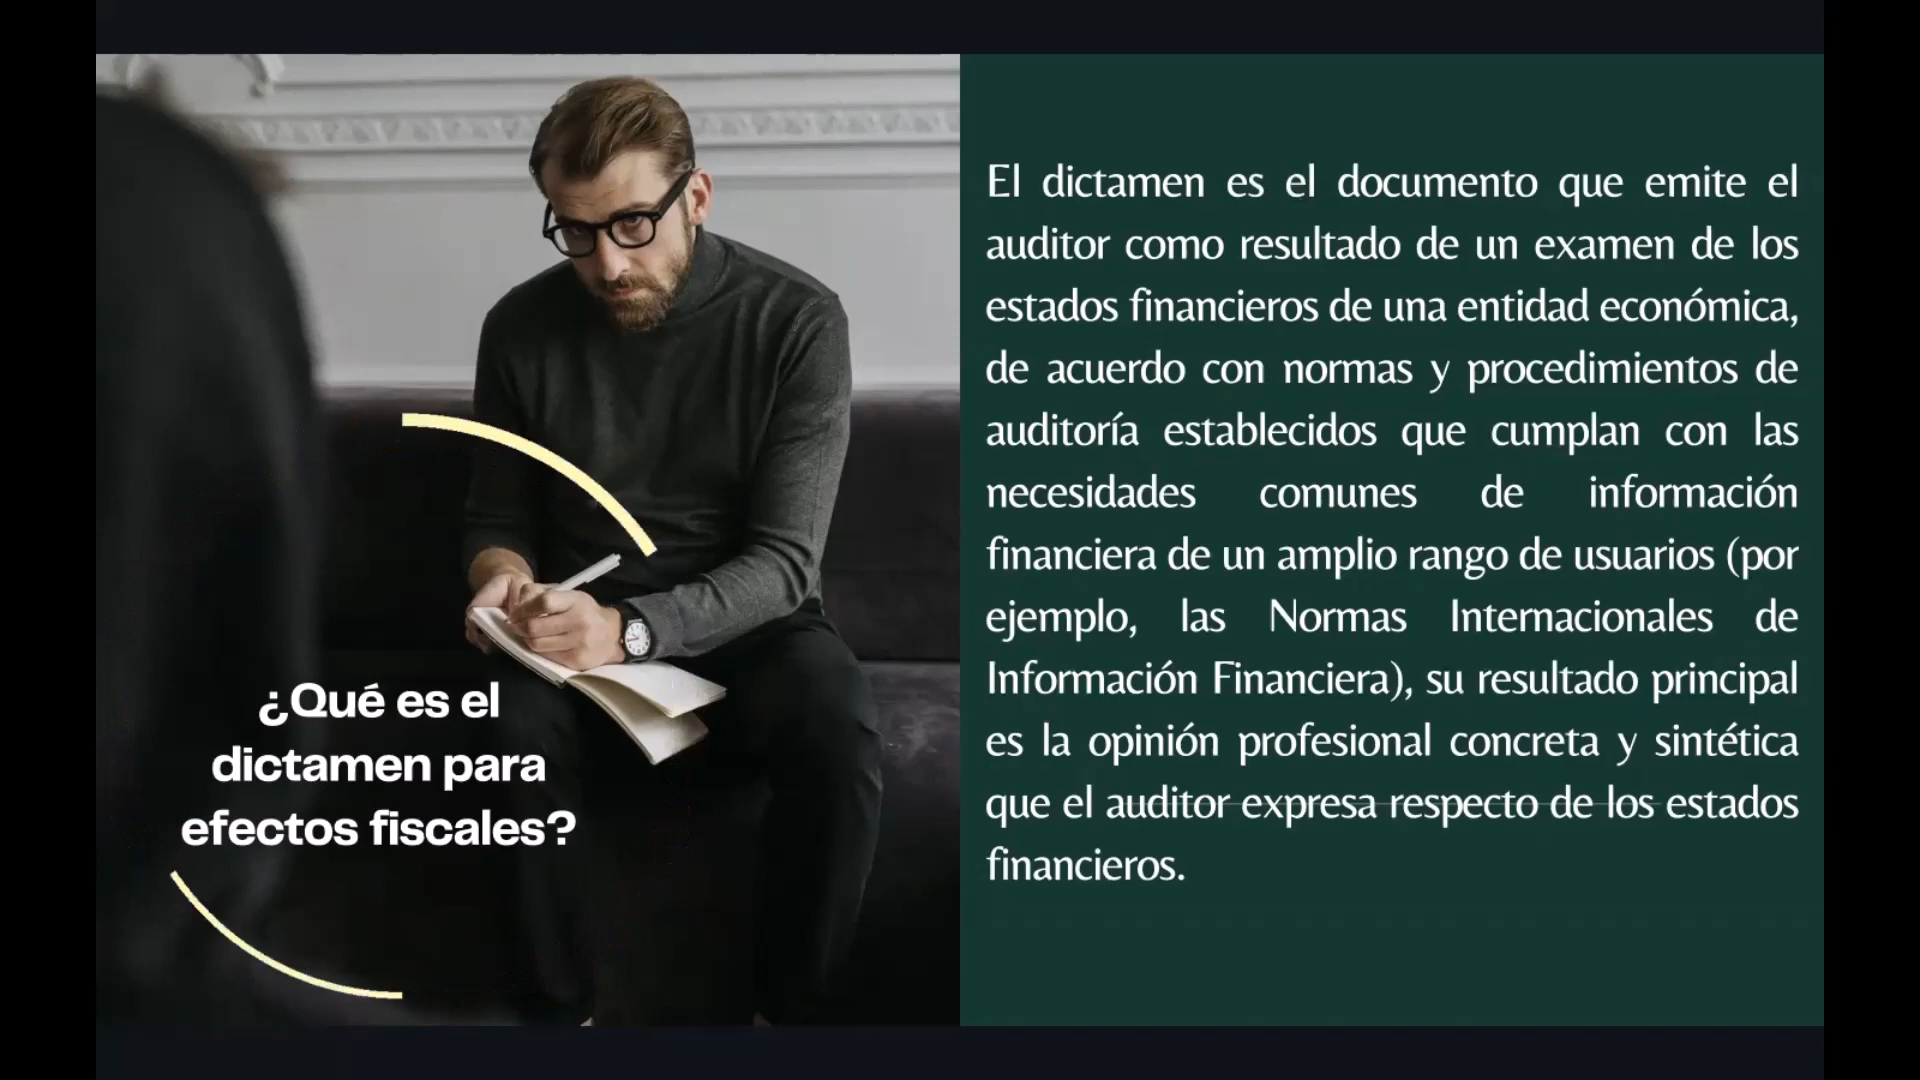 ¿Qué es el
dictamen para
efectos fiscales?
El dictamen es el documento que emite el
auditor como resultado de un examen de los
estados financieros de una entidad económica,
de acuerdo con normas y procedimientos de
auditoría establecidos que cumplan con las
necesidades comunes de información
financiera de un amplio rango de usuarios (por
ejemplo, las Normas Internacionales de
Información Financiera), su resultado principal
es la opinión profesional concreta y sintética
que el auditor expresa respecto de los estados
financieros.